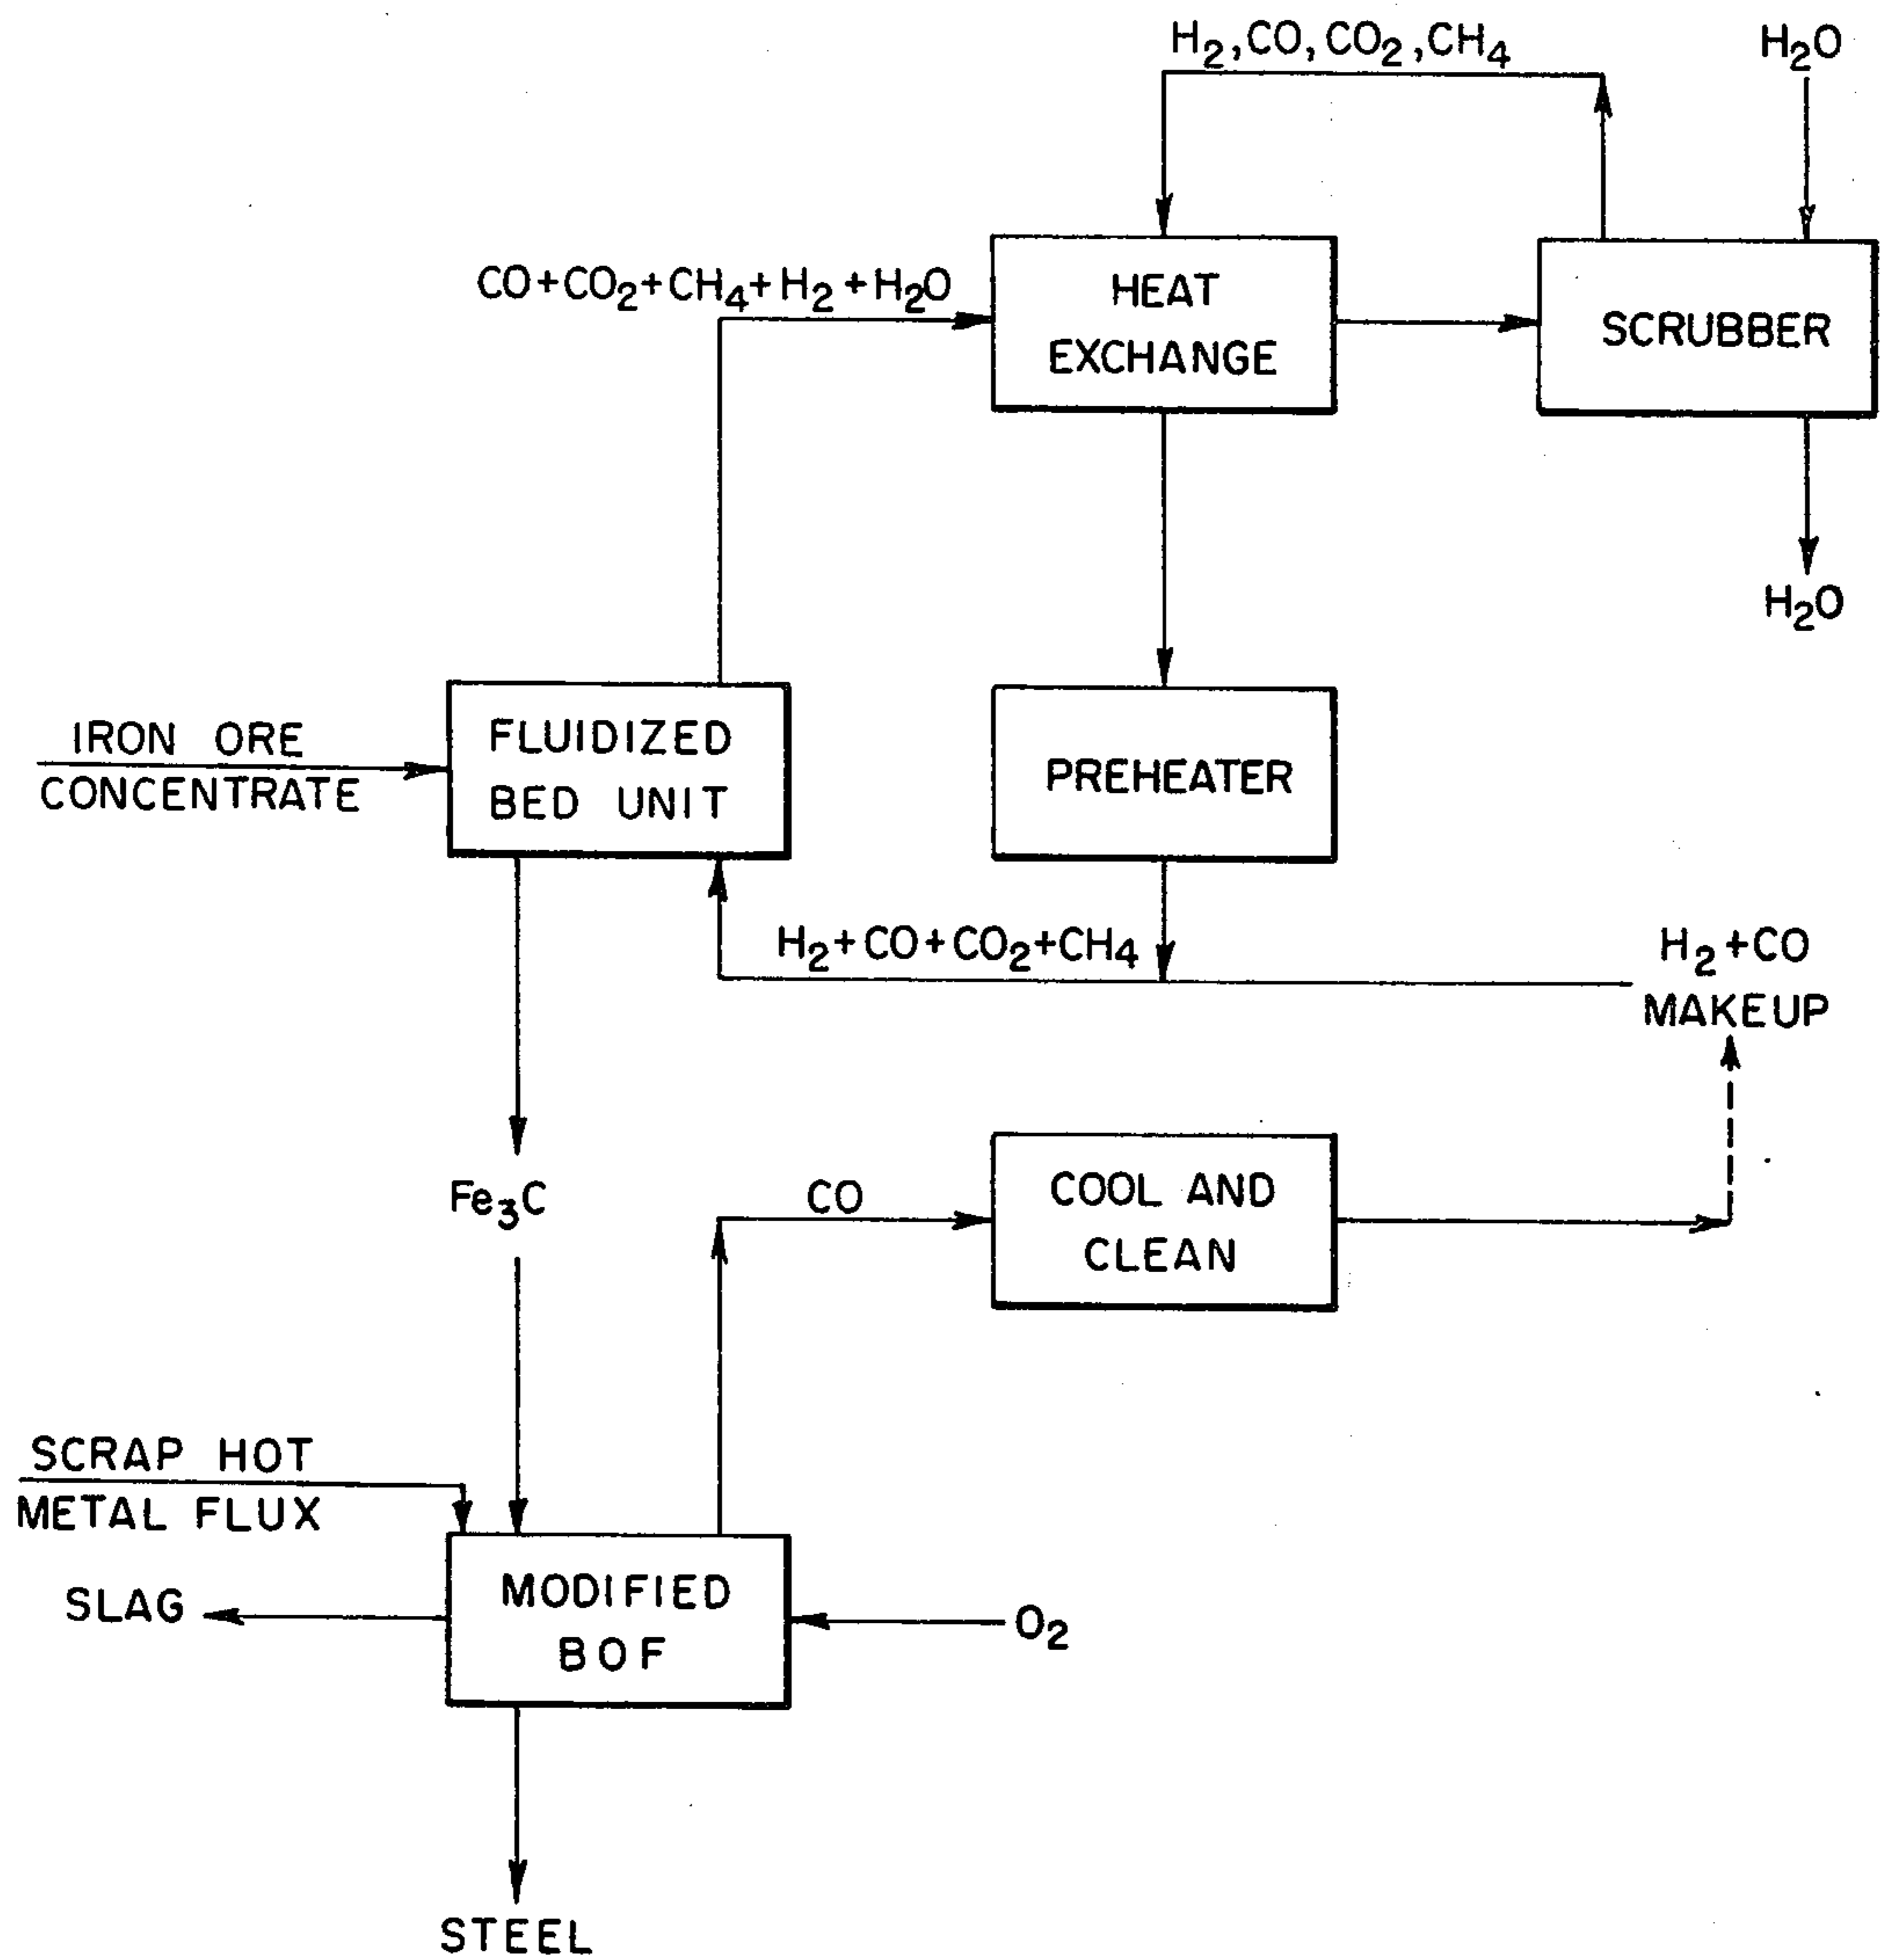 H₂,CO,CO₂,CH₄
H₂O
CO+CO₂+CH₄+H₂+H₂O
HEAT
EXCHANGE
SCRUBBER
H₂O
IRON ORE
CONCENTRATE
FLUIDIZED
BED UNIT
PREHEATER
H₂+CO+CO₂+CH₄
H₂+CO
MAKEUP
Fe₃C
CO
COOL AND
CLEAN
SCRAP HOT
METAL FLUX
SLAG
MODIFIED
BOF
O₂
STEEL